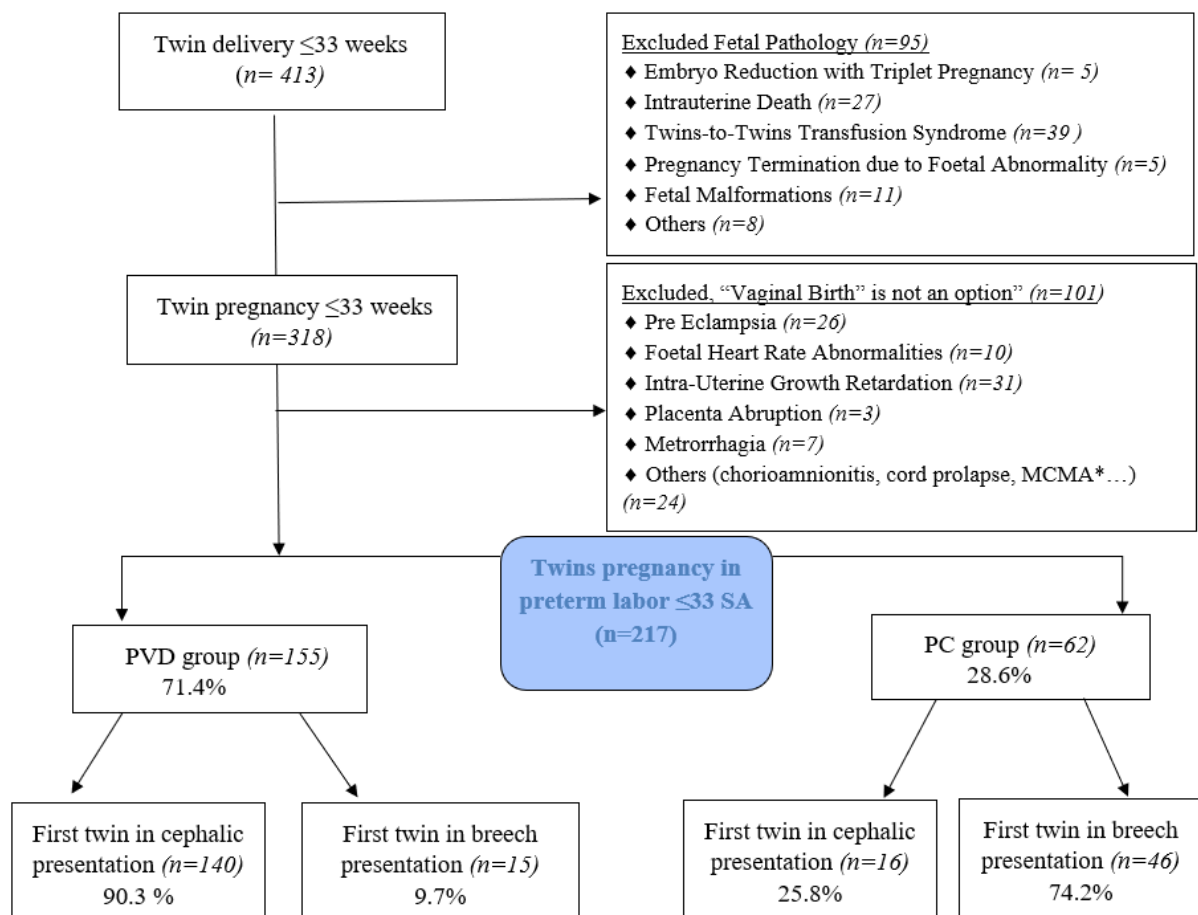 Twin delivery ≤33 weeks
(n= 413)
Excluded Fetal Pathology (n=95)
♦ Embryo Reduction with Triplet Pregnancy (n= 5)
♦ Intrauterine Death (n=27)
♦ Twins-to-Twins Transfusion Syndrome (n=39 )
♦ Pregnancy Termination due to Foetal Abnormality (n=5)
♦ Fetal Malformations (n=11)
♦ Others (n=8)
Twin pregnancy ≤33 weeks
(n=318)
Excluded, “Vaginal Birth” is not an option” (n=101)
♦ Pre Eclampsia (n=26)
♦ Foetal Heart Rate Abnormalities (n=10)
♦ Intra-Uterine Growth Retardation (n=31)
♦ Placenta Abruption (n=3)
♦ Metrorrhagia (n=7)
♦ Others (chorioamnionitis, cord prolapse, MCMA*…)
(n=24)
Twins pregnancy in
preterm labor ≤33 SA
(n=217)
PVD group (n=155)
71.4%
PC group (n=62)
28.6%
First twin in cephalic
presentation (n=140)
90.3 %
First twin in breech
presentation (n=15)
9.7%
First twin in cephalic
presentation (n=16)
25.8%
First twin in breech
presentation (n=46)
74.2%